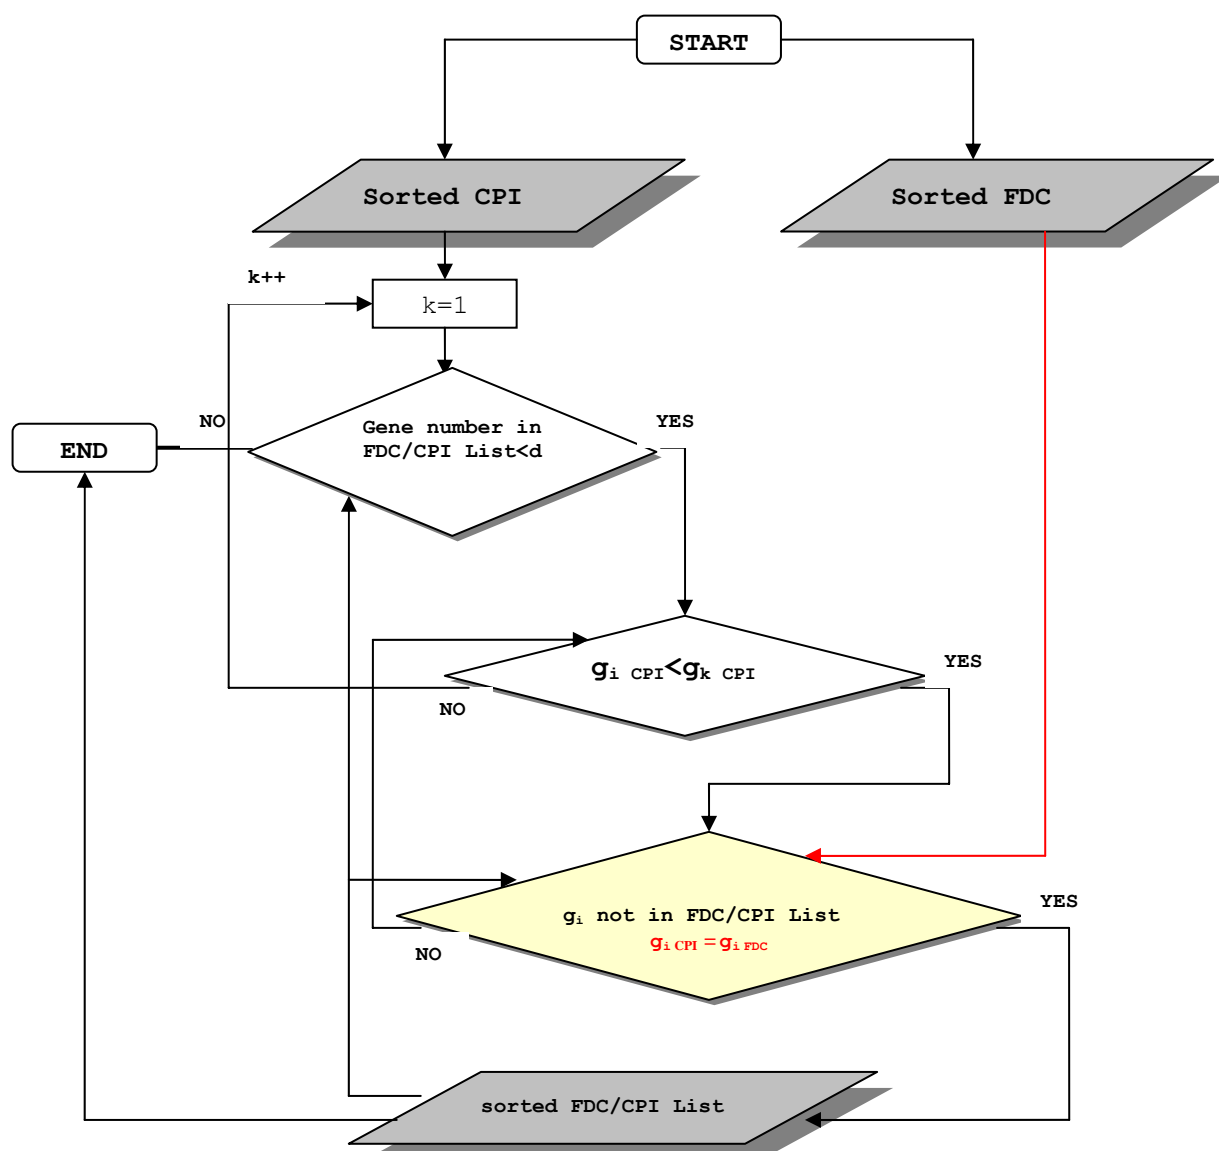 START
Sorted CPI
Sorted FDC
k++
k=1
NO
YES
Gene number in
FDC/CPI List<d
END
gi CPI<gk CPI
YES
NO
gi not in FDC/CPI List
gi CPI =gi FDC
YES
NO
sorted FDC/CPI List